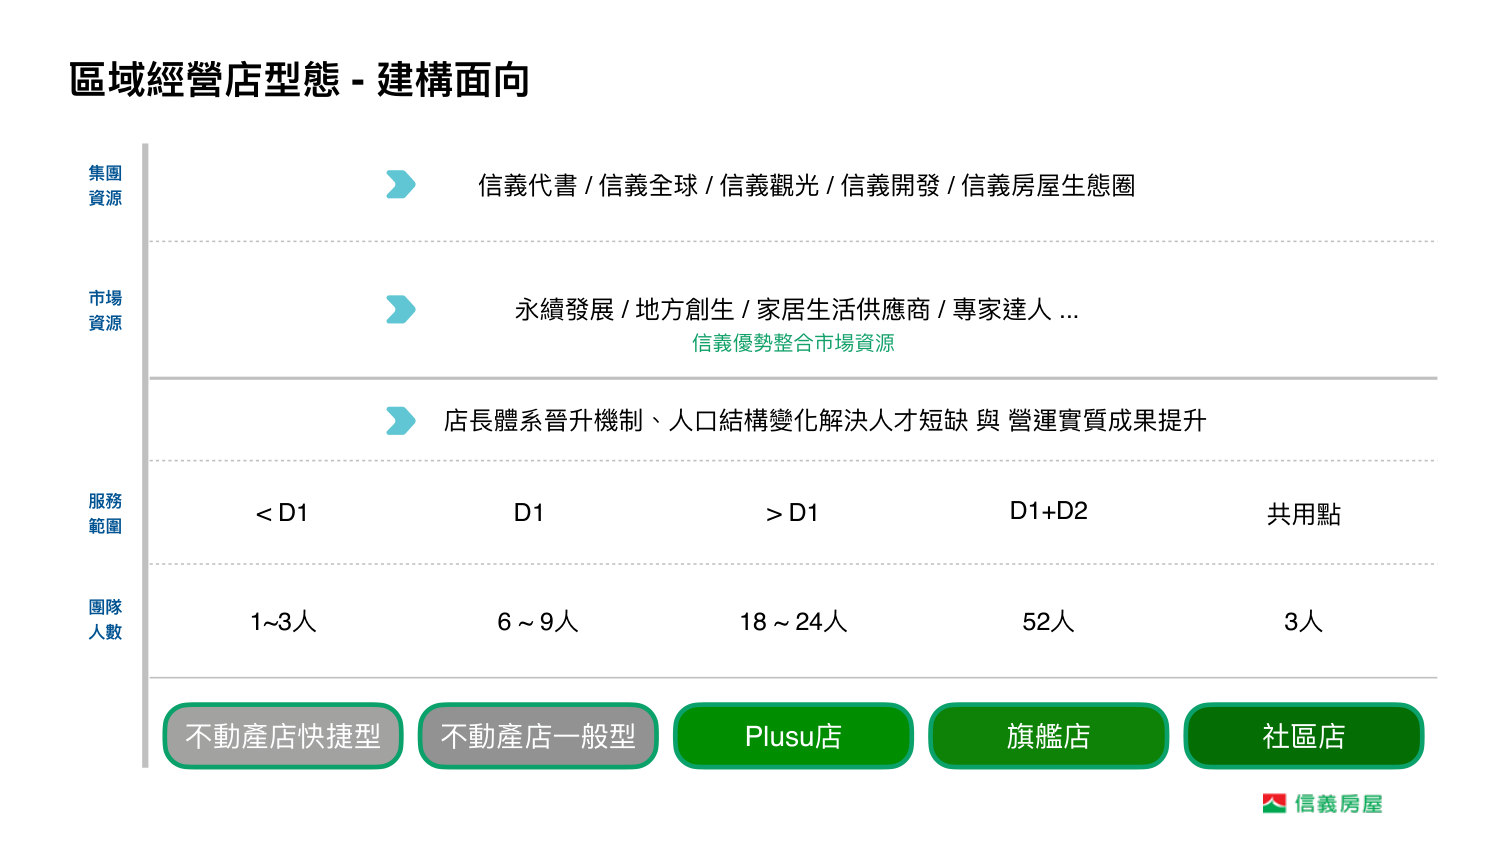 區域經營店型態 - 建構面向
集團
資源
信義代書 / 信義全球 / 信義觀光 / 信義開發 / 信義房屋生態圈
市場
資源
永續發展 / 地方創生 / 家居生活供應商 / 專家達人 ...
信義優勢整合市場資源
店長體系晉升機制、人口結構變化解決人才短缺 與 營運實質成果提升
服務
範圍
< D1
D1
> D1
D1+D2
共用點
團隊
人數
1~3人
6 ~ 9人
18 ~ 24人
52人
3人
不動產店快捷型
不動產店一般型
Plusu店
旗艦店
社區店
信義房屋